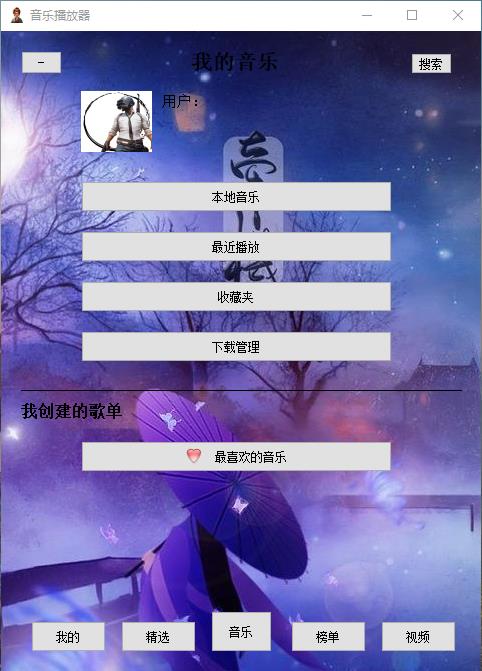 音乐播放器
－
我的音乐
搜索
用户：
本地音乐
最近播放
收藏夹
下载管理
我创建的歌单
最喜欢的音乐
我的
精选
音乐
榜单
视频